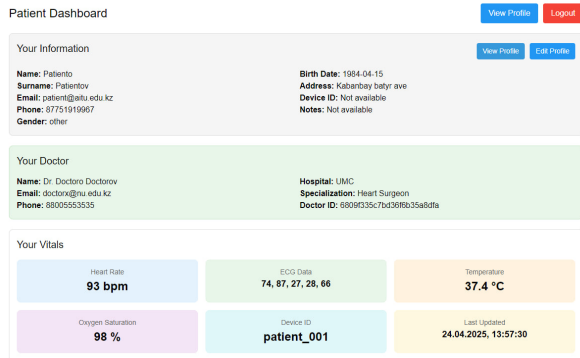 Patient Dashboard
View Profile
Logout
Your Information
View Profile
Edit Profile
Name: Patiento
Surname: Patientov
Email: patient@aitu.edu.kz
Phone: 87751919967
Gender: other
Birth Date: 1984-04-15
Address: Kabanbay batyr ave
Device ID: Not available
Notes: Not available
Your Doctor
Name: Dr. Doctoro Doctorov
Email: doctorx@nu.edu.kz
Phone: 88005553535
Hospital: UMC
Specialization: Heart Surgeon
Doctor ID: 6809f335c7bd36f6b35a8dfa
Your Vitals
Heart Rate
93 bpm
ECG Data
74, 87, 27, 28, 66
Temperature
37.4 °C
Oxygen Saturation
98 %
Device ID
patient_001
Last Updated
24.04.2025, 13:57:30